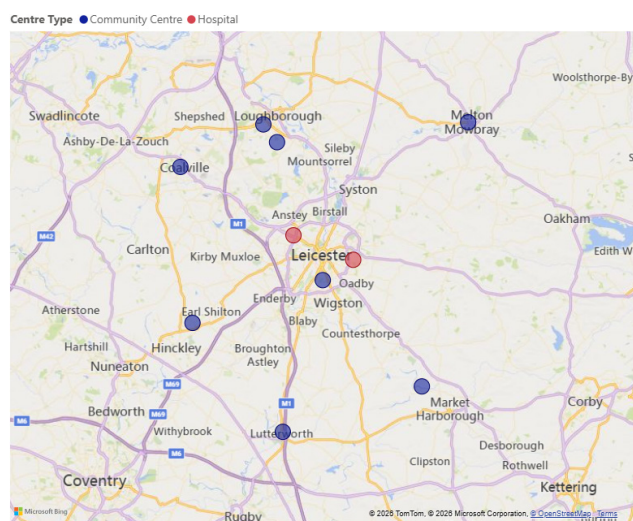 Centre Type Community Centre Hospital
Woolsthorpe-By
Swadlincote
Shepshed
Loughborough
Melton
Mowbray
Ashby-De-La-Zouch
Sileby
Mountsorrel
Coalville
Syston
Anstey
Birstall
Oakham
M1
M42
Carlton
Kirby Muxloe
Leicester
Edith W
Oadby
Enderby
Wigston
Atherstone
Earl Shilton
Blaby
Countesthorpe
Hartshill
Hinckley
Broughton
Astley
Nuneaton
M69
Market
Harborough
Corby
M1
Bedworth
M69
M6
Withybrook
Lutterworth
Desborough
M6
Clipston
Rothwell
Coventry
Kettering
Microsoft Bing
Rugby
© 2026 TomTom, © 2026 Microsoft Corporation, © OpenStreetMap Terms